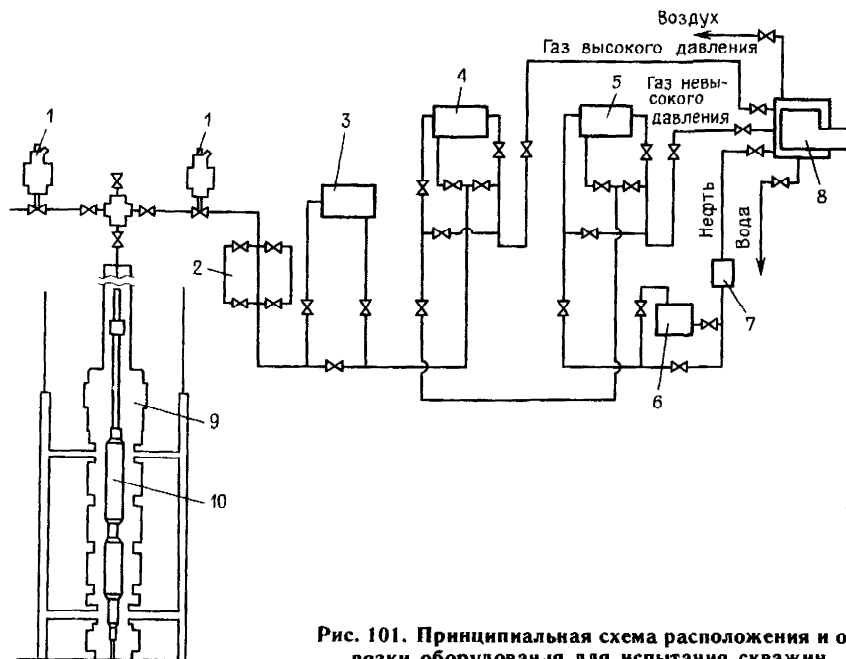 Воздух
Газ высокого давления
Газ невы-
сокого
давления
Нефть
Вода
1
1
2
3
4
5
6
7
8
9
10
Рис. 101. Принципиальная схема расположения и о
вязки оборудования для испытания скважин